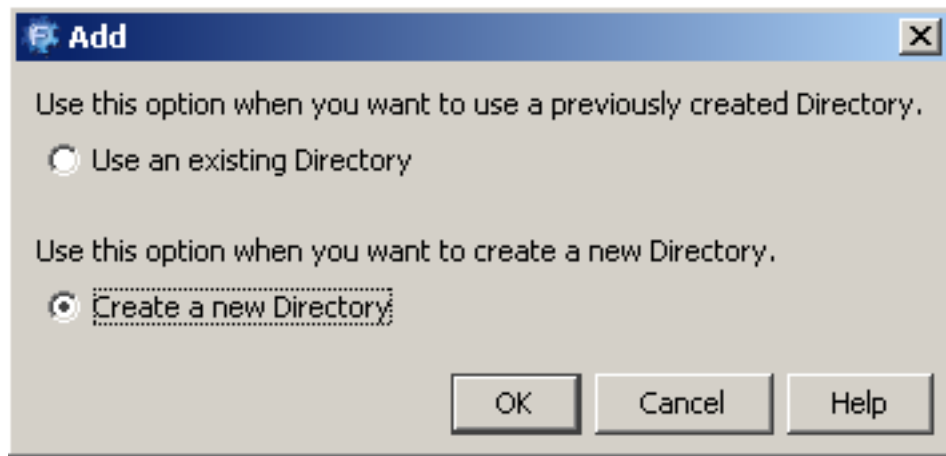 Add
Use this option when you want to use a previously created Directory.
Use an existing Directory
Use this option when you want to create a new Directory.
Create a new Directory
OK Cancel Help